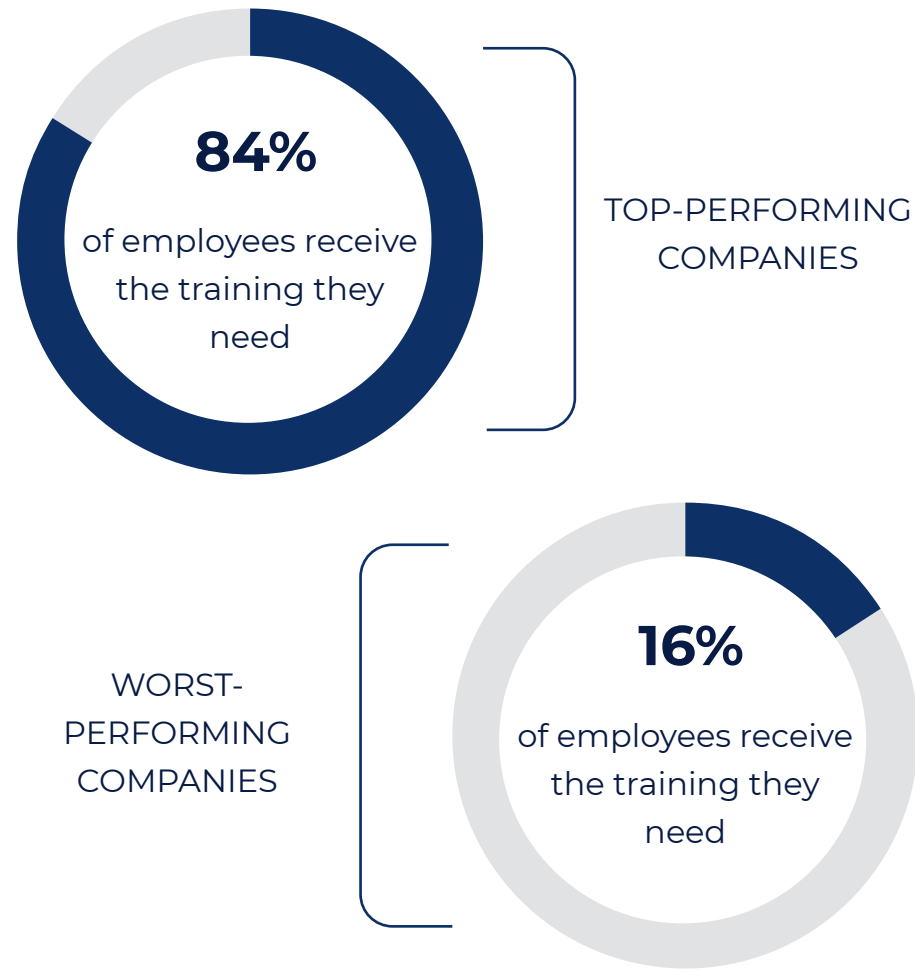 84%
of employees receive
the training they
need
TOP-PERFORMING
COMPANIES
WORST-
PERFORMING
COMPANIES
16%
of employees receive
the training they
need